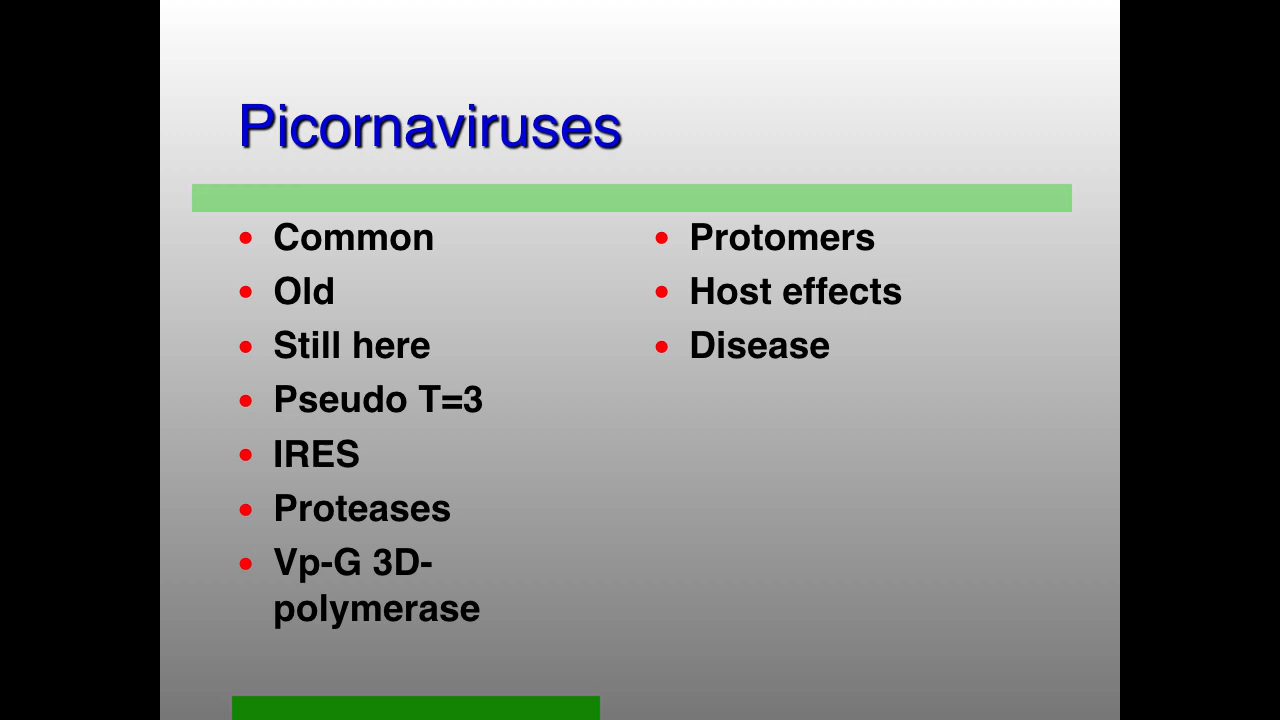 Picornaviruses
• Common
• Old
• Still here
• Pseudo T=3
• IRES
• Proteases
• Vp-G 3D-
polymerase
• Protomers
• Host effects
• Disease